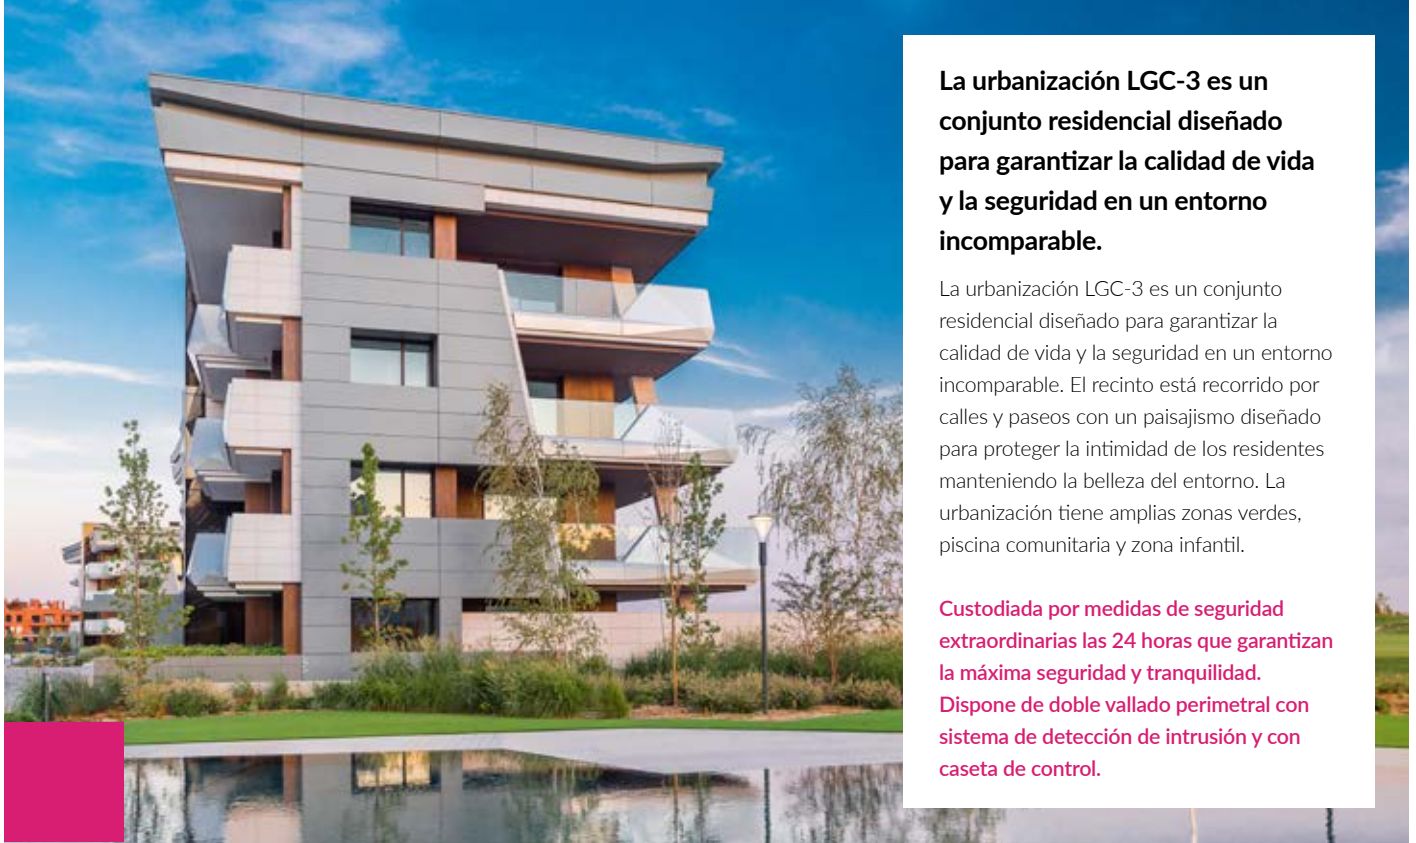 La urbanización LGC-3 es un
conjunto residencial diseñado
para garantizar la calidad de vida
y la seguridad en un entorno
incomparable.
La urbanización LGC-3 es un conjunto
residencial diseñado para garantizar la
calidad de vida y la seguridad en un entorno
incomparable. El recinto está recorrido por
calles y paseos con un paisajismo diseñado
para proteger la intimidad de los residentes
manteniendo la belleza del entorno. La
urbanización tiene amplias zonas verdes,
piscina comunitaria y zona infantil.
Custodiada por medidas de seguridad
extraordinarias las 24 horas que garantizan
la máxima seguridad y tranquilidad.
Dispone de doble vallado perimetral con
sistema de detección de intrusión y con
caseta de control.